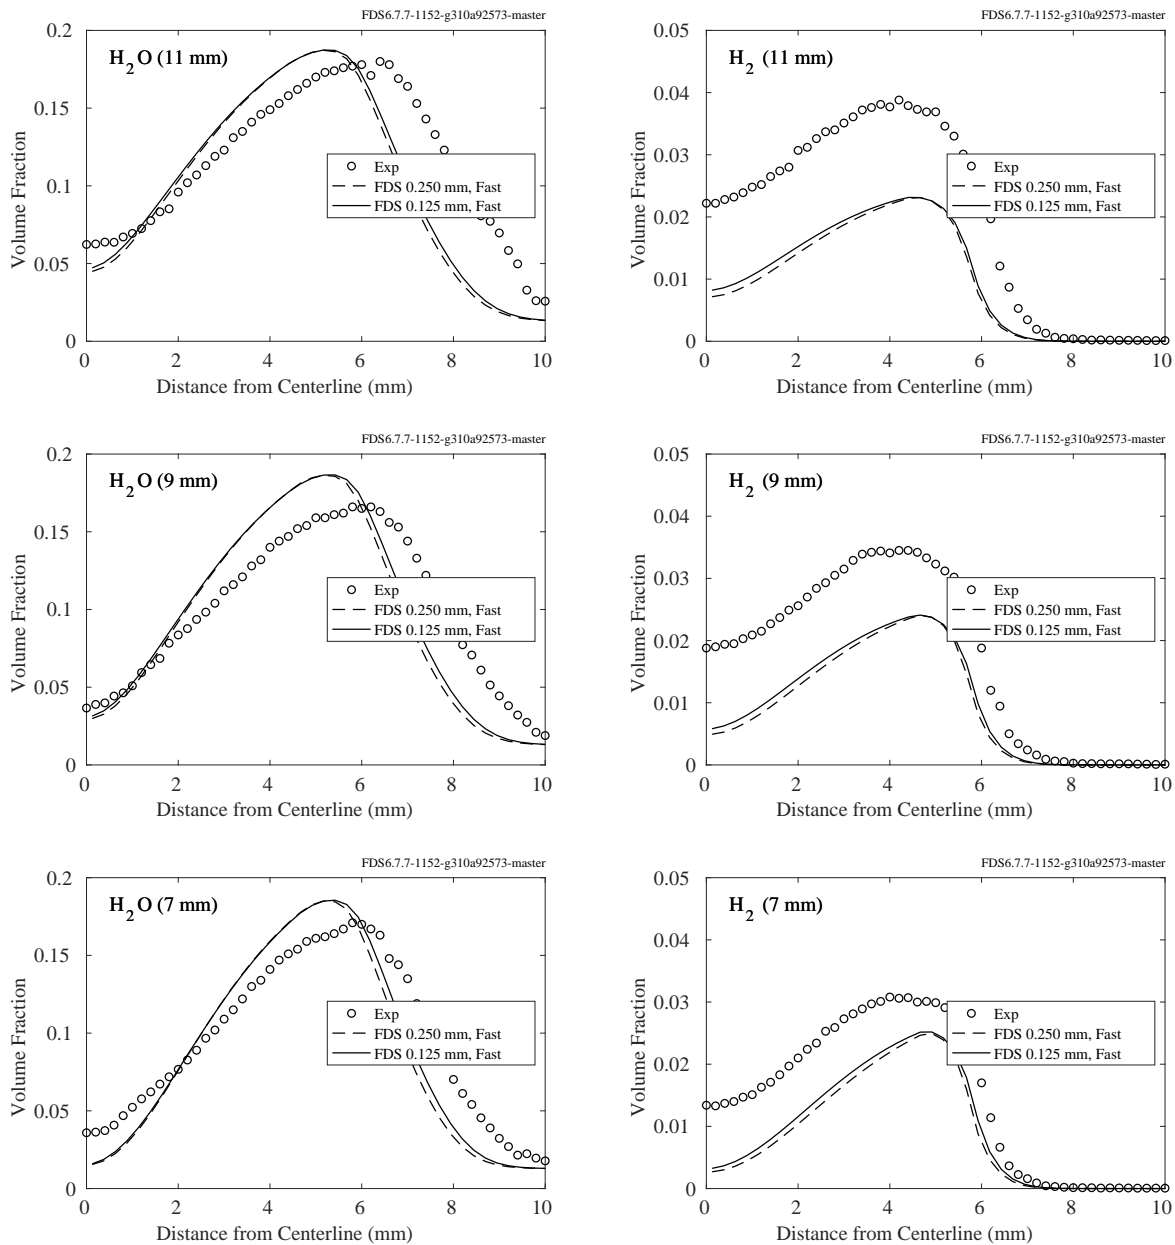 FDS6.7.7-1152-g310a92573-master
H2O (11 mm)
0.2
0.15
0.1
0.05
0
Volume Fraction
Exp
FDS 0.250 mm, Fast
FDS 0.125 mm, Fast
0 2 4 6 8 10
Distance from Centerline (mm)
FDS6.7.7-1152-g310a92573-master
H2 (11 mm)
0.05
0.04
0.03
0.02
0.01
0
Volume Fraction
Exp
FDS 0.250 mm, Fast
FDS 0.125 mm, Fast
0 2 4 6 8 10
Distance from Centerline (mm)
FDS6.7.7-1152-g310a92573-master
H2O (9 mm)
0.2
0.15
0.1
0.05
0
Volume Fraction
Exp
FDS 0.250 mm, Fast
FDS 0.125 mm, Fast
0 2 4 6 8 10
Distance from Centerline (mm)
FDS6.7.7-1152-g310a92573-master
H2 (9 mm)
0.05
0.04
0.03
0.02
0.01
0
Volume Fraction
Exp
FDS 0.250 mm, Fast
FDS 0.125 mm, Fast
0 2 4 6 8 10
Distance from Centerline (mm)
FDS6.7.7-1152-g310a92573-master
H2O (7 mm)
0.2
0.15
0.1
0.05
0
Volume Fraction
Exp
FDS 0.250 mm, Fast
FDS 0.125 mm, Fast
0 2 4 6 8 10
Distance from Centerline (mm)
FDS6.7.7-1152-g310a92573-master
H2 (7 mm)
0.05
0.04
0.03
0.02
0.01
0
Volume Fraction
Exp
FDS 0.250 mm, Fast
FDS 0.125 mm, Fast
0 2 4 6 8 10
Distance from Centerline (mm)